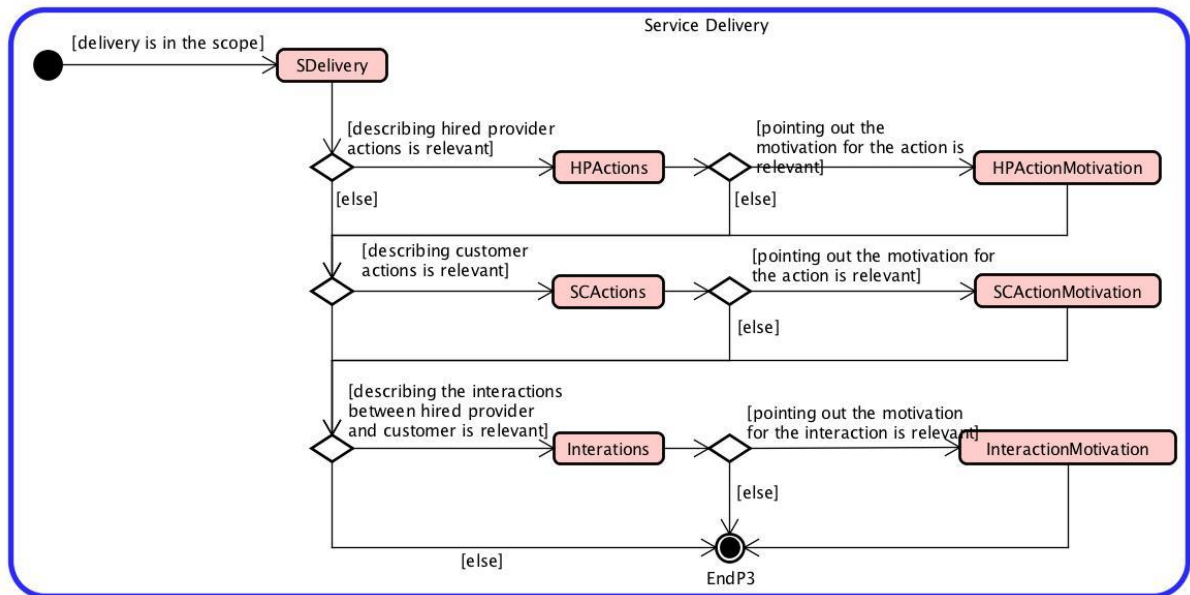 Service Delivery
[delivery is in the scope]
SDelivery
[describing hired provider
actions is relevant]
[pointing out the
motivation for the action is
relevant]
HPActions
HPActionMotivation
[else]
[else]
[describing customer
actions is relevant]
[pointing out the motivation for
the action is relevant]
SCActions
SCActionMotivation
[else]
[describing the interactions
between hired provider
and customer is relevant]
[pointing out the motivation
for the interaction is relevant]
Interations
InteractionMotivation
[else]
[else]
EndP3